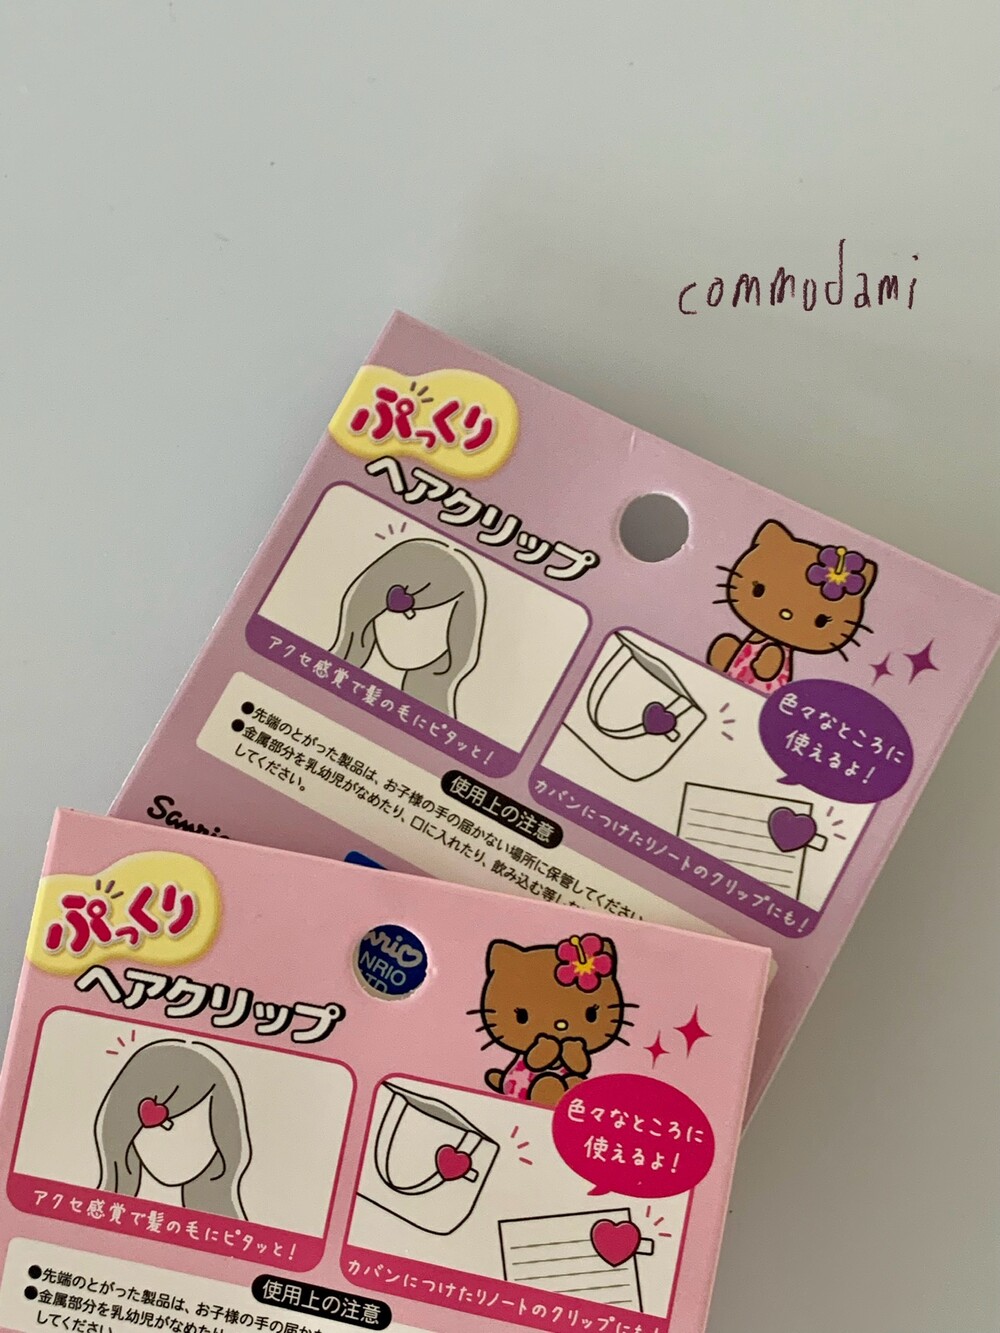 commodami
ぷっくり
ヘアクリップ
アクセ感覚で髪の毛にピタッと!
色々なところに
使えるよ!
カバンにつけたりノートのクリップにも!
使用上の注意
●先端のとがった製品は、お子様の手の届かない場所に保管してください
●金属部分を乳幼児がなめたり、口に入れたり、飲み込む等し
してください。
Sanrio
ぷっくり
ヘアクリップ
NRIO
アクセ感覚で髪の毛にピタッと!
色々なところに
使えるよ!
カバンにつけたりノートのクリップにも!
使用上の注意
●先端のとがった製品は、お子様の手の届か
●金属部分を乳幼児がなめたり
してください